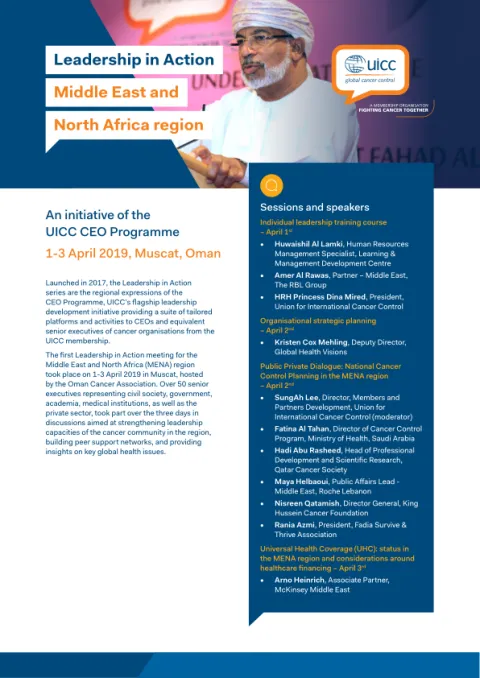 Leadership in Action
Middle East and
North Africa region
uicc
global cancer control
A MEMBERSHIP ORGANISATION
FIGHTING CANCER TOGETHER
UNDE
FAHAD AL
An initiative of the
UICC CEO Programme
1-3 April 2019, Muscat, Oman
Launched in 2017, the Leadership in Action
series are the regional expressions of the
CEO Programme, UICC's flagship leadership
development initiative providing a suite of tailored
platforms and activities to CEOs and equivalent
senior executives of cancer organisations from the
UICC membership.
The first Leadership in Action meeting for the
Middle East and North Africa (MENA) region
took place on 1-3 April 2019 in Muscat, hosted
by the Oman Cancer Association. Over 50 senior
executives representing civil society, government,
academia, medical institutions, as well as the
private sector, took part over the three days in
discussions aimed at strengthening leadership
capacities of the cancer community in the region,
building peer support networks, and providing
insights on key global health issues.
Sessions and speakers
Individual leadership training course
– April 1st
• Huwaishil Al Lamki, Human Resources
Management Specialist, Learning &
Management Development Centre
• Amer Al Rawas, Partner – Middle East,
The RBL Group
• HRH Princess Dina Mired, President,
Union for International Cancer Control
Organisational strategic planning
– April 2nd
• Kristen Cox Mehling, Deputy Director,
Global Health Visions
Public Private Dialogue: National Cancer
Control Planning in the MENA region
– April 2nd
• SungAh Lee, Director, Members and
Partners Development, Union for
International Cancer Control (moderator)
• Fatina Al Tahan, Director of Cancer Control
Program, Ministry of Health, Saudi Arabia
• Hadi Abu Rasheed, Head of Professional
Development and Scientific Research,
Qatar Cancer Society
• Maya Helbaoui, Public Affairs Lead -
Middle East, Roche Lebanon
• Nisreen Qatamish, Director General, King
Hussein Cancer Foundation
• Rania Azmi, President, Fadia Survive &
Thrive Association
Universal Health Coverage (UHC): status in
the MENA region and considerations around
healthcare financing – April 3rd
• Arno Heinrich, Associate Partner,
McKinsey Middle East